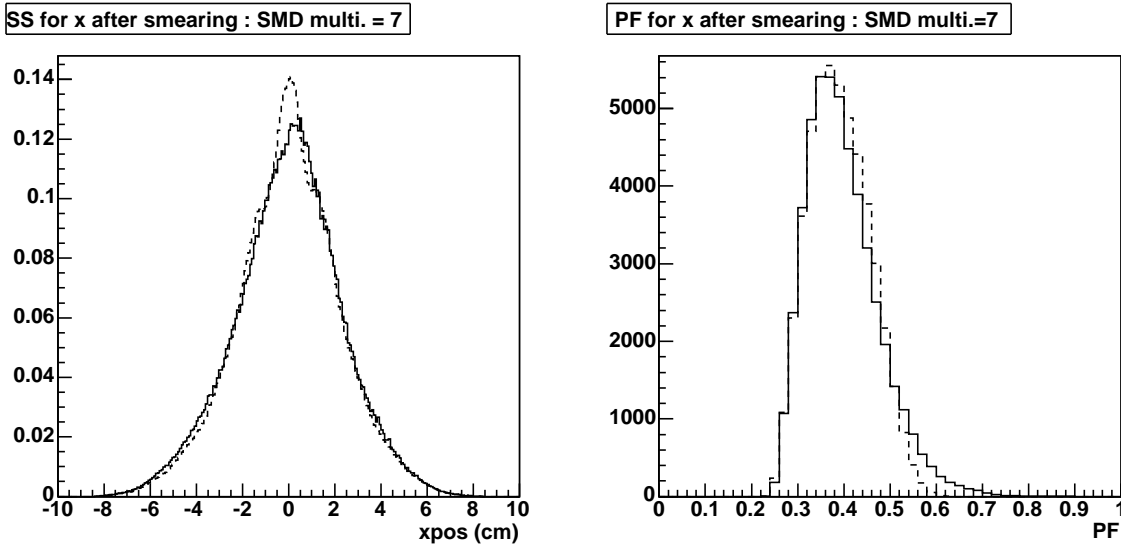 SS for x after smearing : SMD multi. = 7
0.14
0.12
0.1
0.08
0.06
0.04
0.02
0
-10 -8 -6 -4 -2 0 2 4 6 8 10
xpos (cm)
PF for x after smearing : SMD multi.=7
5000
4000
3000
2000
1000
0
0 0.1 0.2 0.3 0.4 0.5 0.6 0.7 0.8 0.9 1
PF